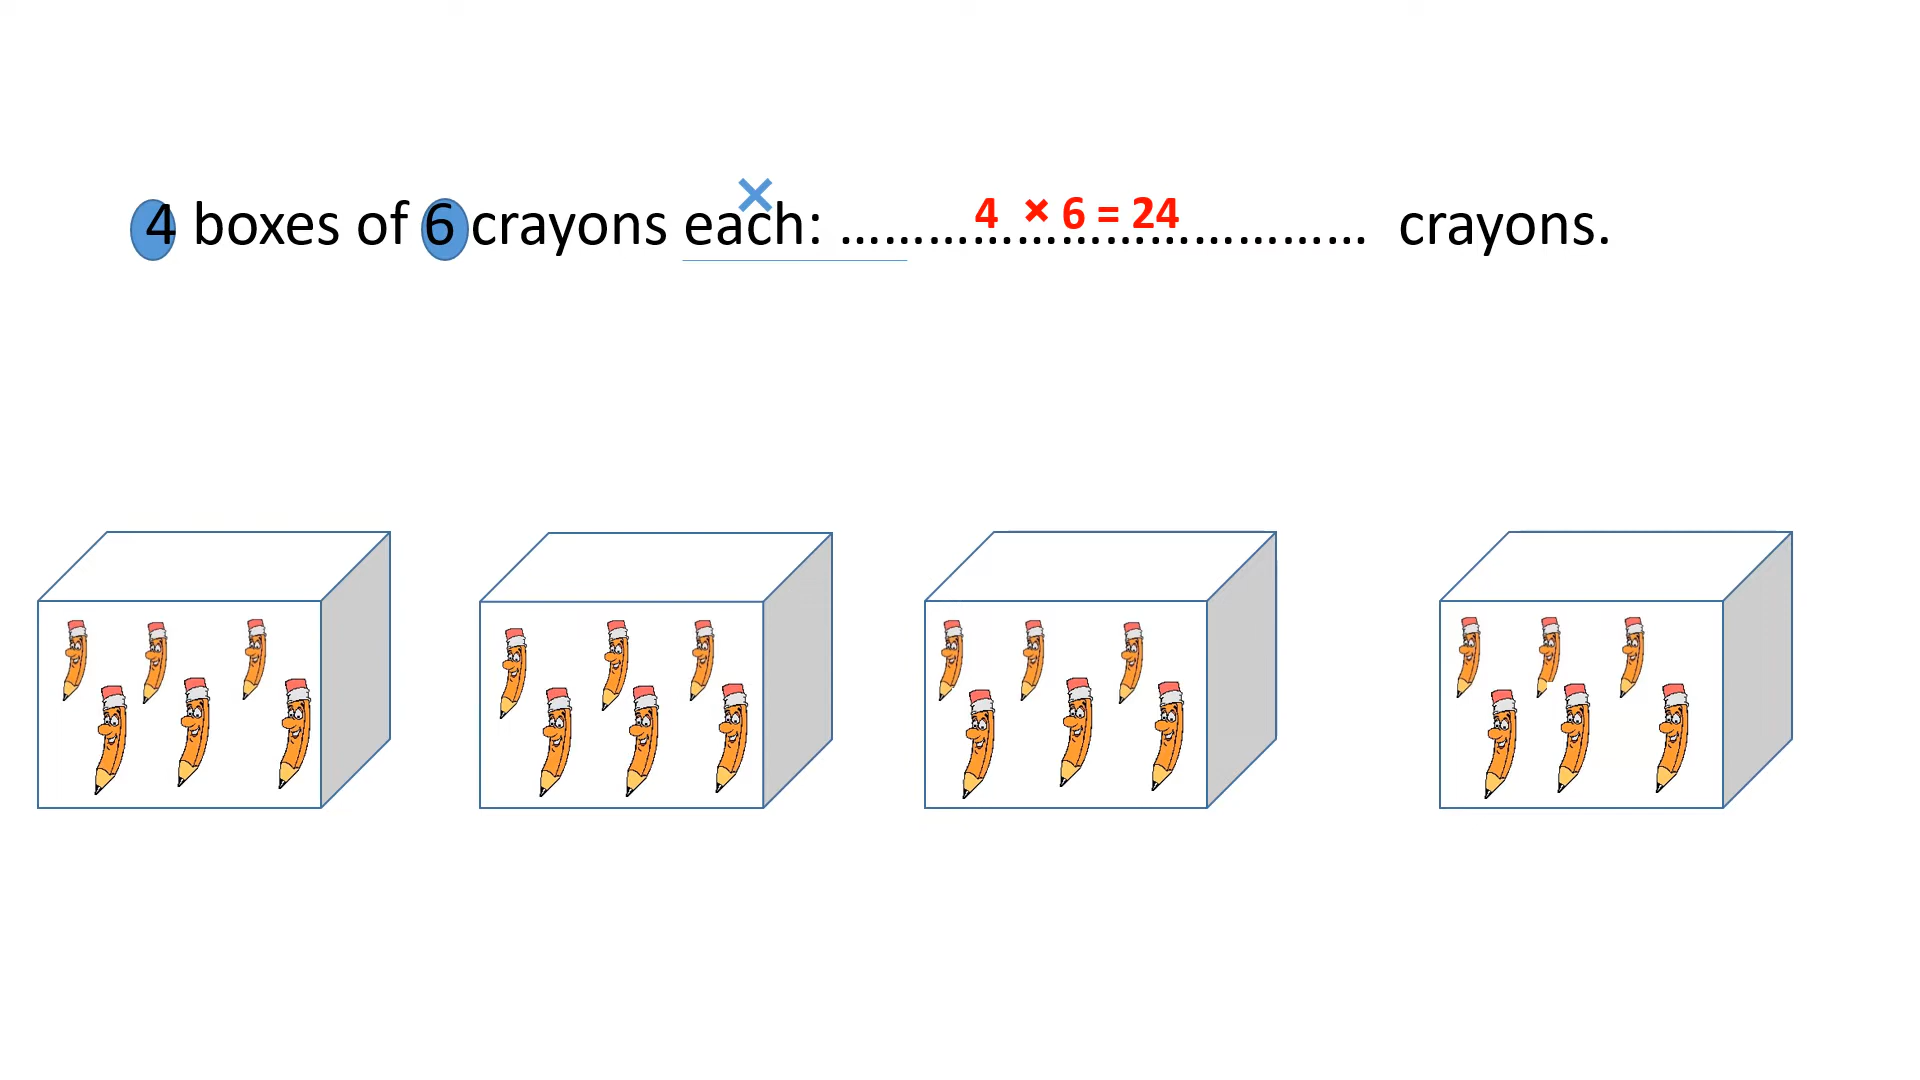 4 boxes of 6 crayons each: ………………………………… 4 × 6 = 24 crayons.
×